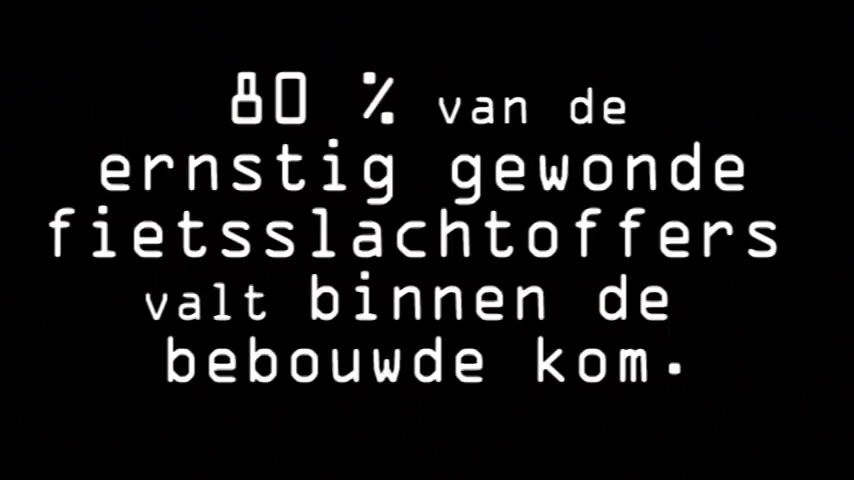 80 % van de
ernstig gewonde
fietsslachtoffers
valt binnen de
bebouwde kom.